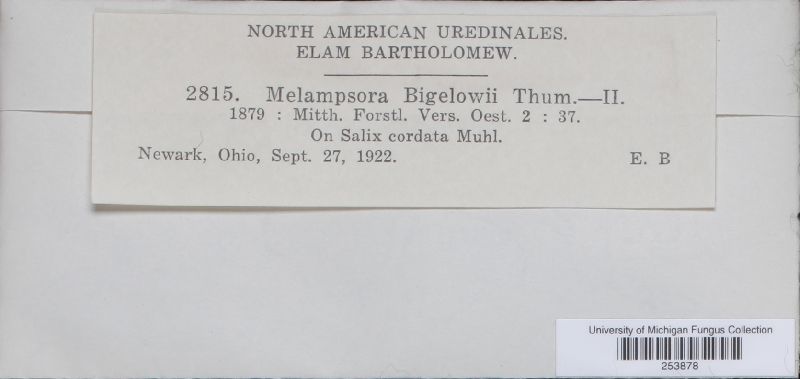 NORTH AMERICAN UREDINALES.
ELAM BARTHOLOMEW.
2815. Melampsora Bigelowii Thum.—II.
1879 : Mitth. Forstl. Vers. Oest. 2 : 37.
On Salix cordata Muhl.
Newark, Ohio, Sept. 27, 1922. E. B
University of Michigan Fungus Collection
253878